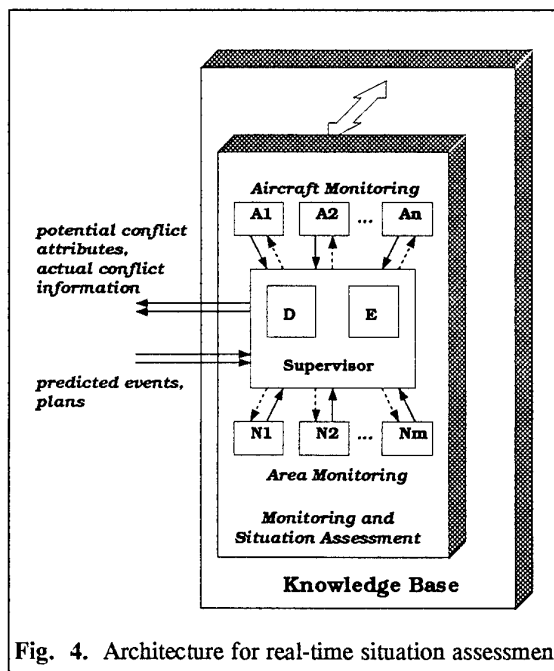 Aircraft Monitoring
A1 A2 ... An
potential conflict
attributes,
actual conflict
information
D E
Supervisor
predicted events,
plans
N1 N2 ... Nm
Area Monitoring
Monitoring and
Situation Assessment
Knowledge Base
Fig. 4. Architecture for real-time situation assessmen